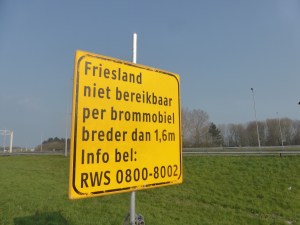 Friesland
niet bereikbaar
per brommobiel
breder dan 1,6m
Info bel:
RWS 0800-8002